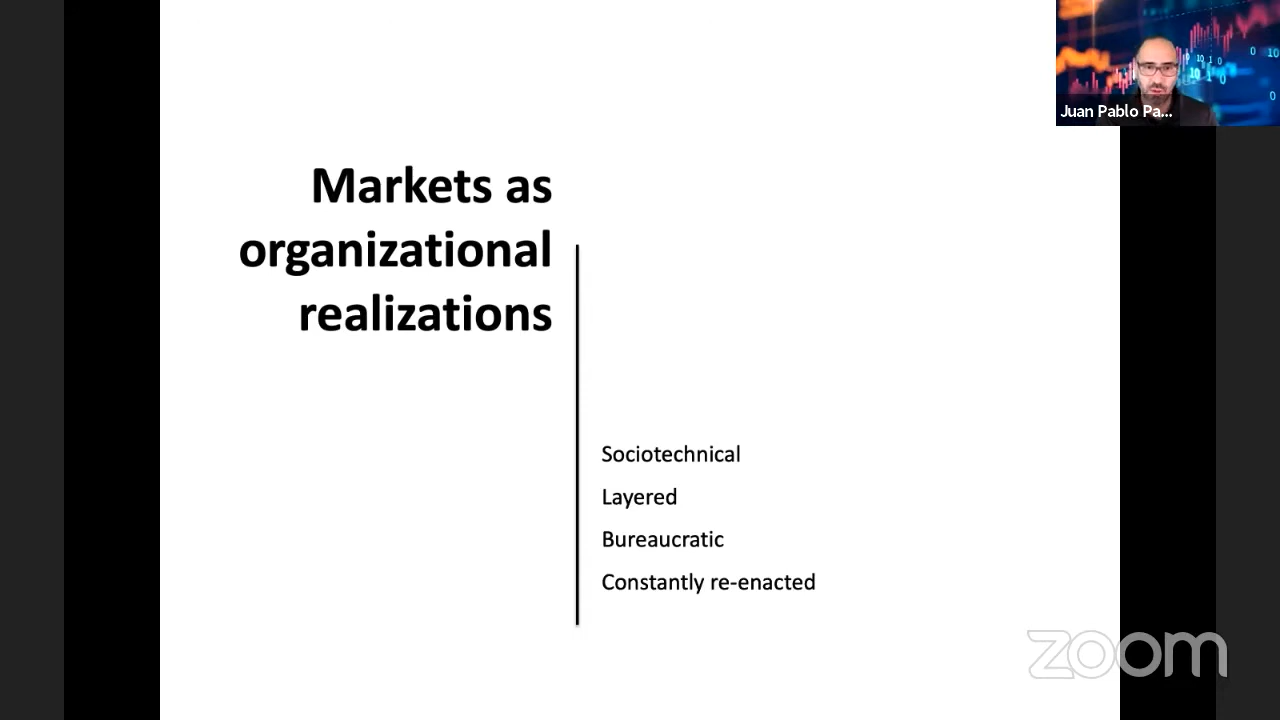 Juan Pablo Pa...
Markets as
organizational
realizations
Sociotechnical
Layered
Bureaucratic
Constantly re-enacted
zoom